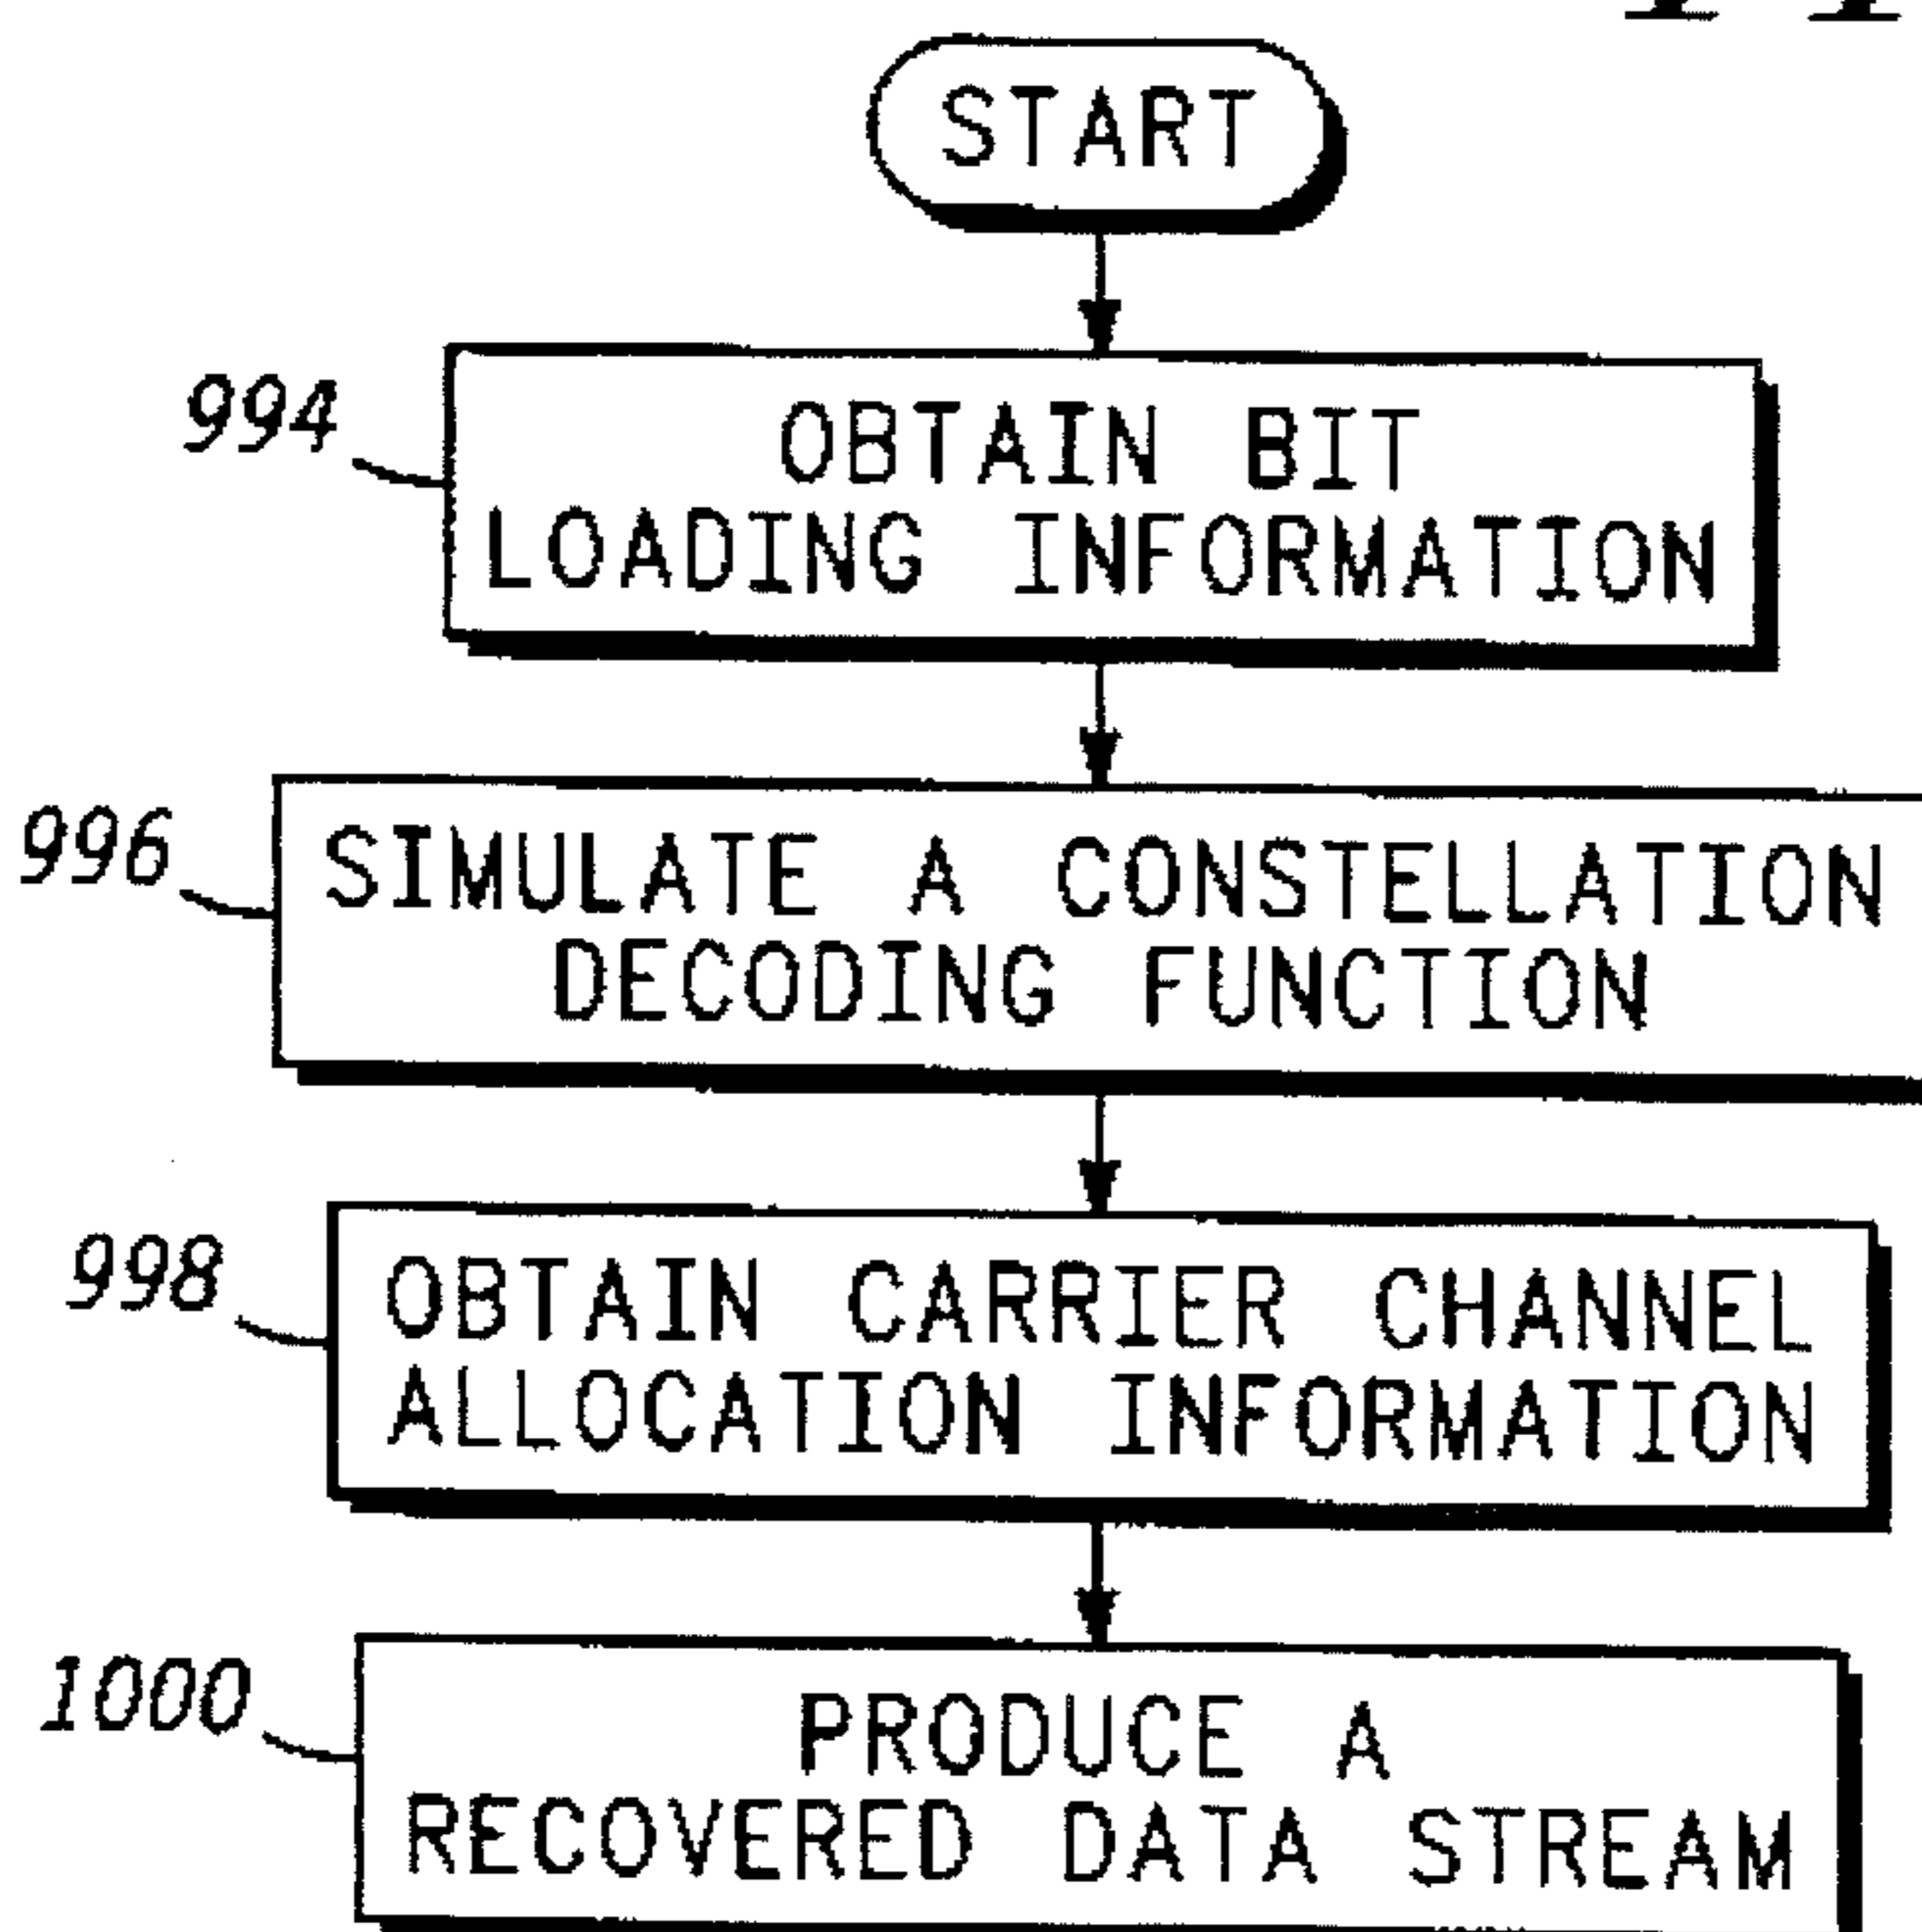 START
994
OBTAIN BIT
LOADING INFORMATION
996
SIMULATE A CONSTELLATION
DECODING FUNCTION
998
OBTAIN CARRIER CHANNEL
ALLOCATION INFORMATION
1000
PRODUCE A
RECOVERED DATA STREAM